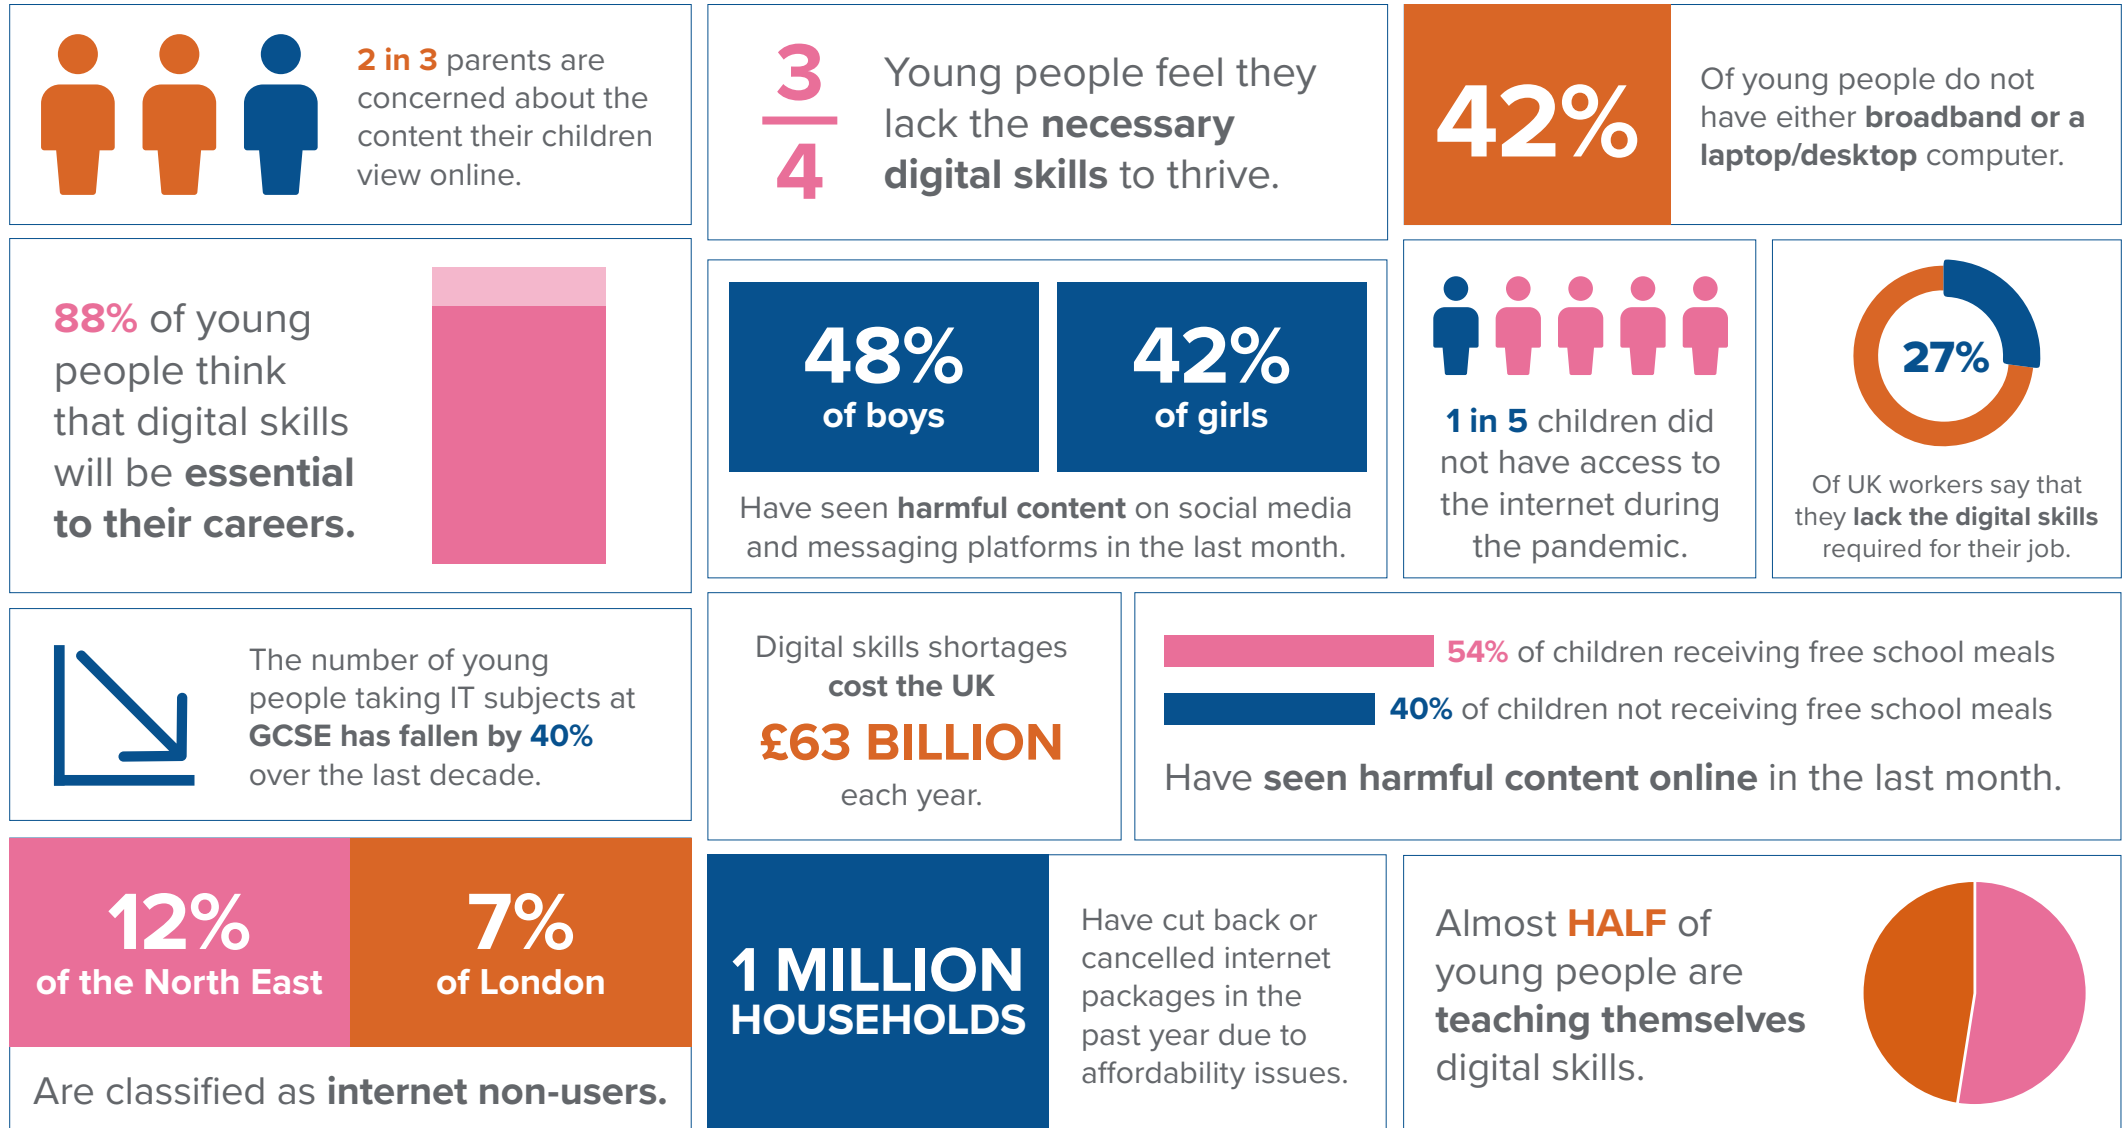 2 in 3 parents are
concerned about the
content their children
view online.
3
4
Young people feel they
lack the necessary
digital skills to thrive.
42%
Of young people do not
have either broadband or a
laptop/desktop computer.
88% of young
people think
that digital skills
will be essential
to their careers.
48%
of boys
42%
of girls
Have seen harmful content on social media
and messaging platforms in the last month.
1 in 5 children did
not have access to
the internet during
the pandemic.
27%
Of UK workers say that
they lack the digital skills
required for their job.
The number of young
people taking IT subjects at
GCSE has fallen by 40%
over the last decade.
Digital skills shortages
cost the UK
£63 BILLION
each year.
54% of children receiving free school meals
40% of children not receiving free school meals
Have seen harmful content online in the last month.
12%
of the North East
7%
of London
Are classified as internet non-users.
1 MILLION
HOUSEHOLDS
Have cut back or
cancelled internet
packages in the
past year due to
affordability issues.
Almost HALF of
young people are
teaching themselves
digital skills.